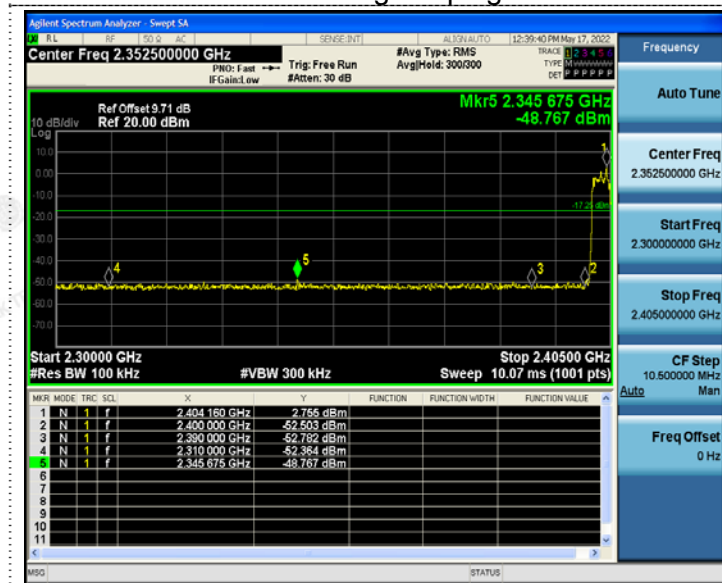 Agilent Spectrum Analyzer - Swept SA
RL RF 50 Ω AC SENSE:INT ALIGN AUTO 12:39:40 PM May 17, 2022
Center Freq 2.352500000 GHz
PNO: Fast
IFGain:Low
Trig: Free Run
#Atten: 30 dB
#Avg Type: RMS
Avg|Hold: 300/300
TRACE 1 2 3 4 5 6
TYPE M
DET P P P P P P
Ref Offset 9.71 dB
Ref 20.00 dBm
10 dB/div
Log
Mkr5 2.345 675 GHz
-48.767 dBm
10.0
0.00
-10.0
-20.0
-30.0
-40.0
-50.0
-60.0
-70.0
1
-17.25 dBm
4
5
3
2
Start 2.30000 GHz
Stop 2.40500 GHz
#Res BW 100 kHz
#VBW 300 kHz
Sweep 10.07 ms (1001 pts)
MKR MODE TRC SCL X Y FUNCTION FUNCTION WIDTH FUNCTION VALUE
1 N 1 f 2.404 160 GHz 2.755 dBm
2 N 1 f 2.400 000 GHz -52.503 dBm
3 N 1 f 2.390 000 GHz -52.782 dBm
4 N 1 f 2.310 000 GHz -52.364 dBm
5 N 1 f 2.345 675 GHz -48.767 dBm
6
7
8
9
10
11
MSG
STATUS
Frequency
Auto Tune
Center Freq
2.352500000 GHz
Start Freq
2.300000000 GHz
Stop Freq
2.405000000 GHz
CF Step
10.500000 MHz
Auto Man
Freq Offset
0 Hz